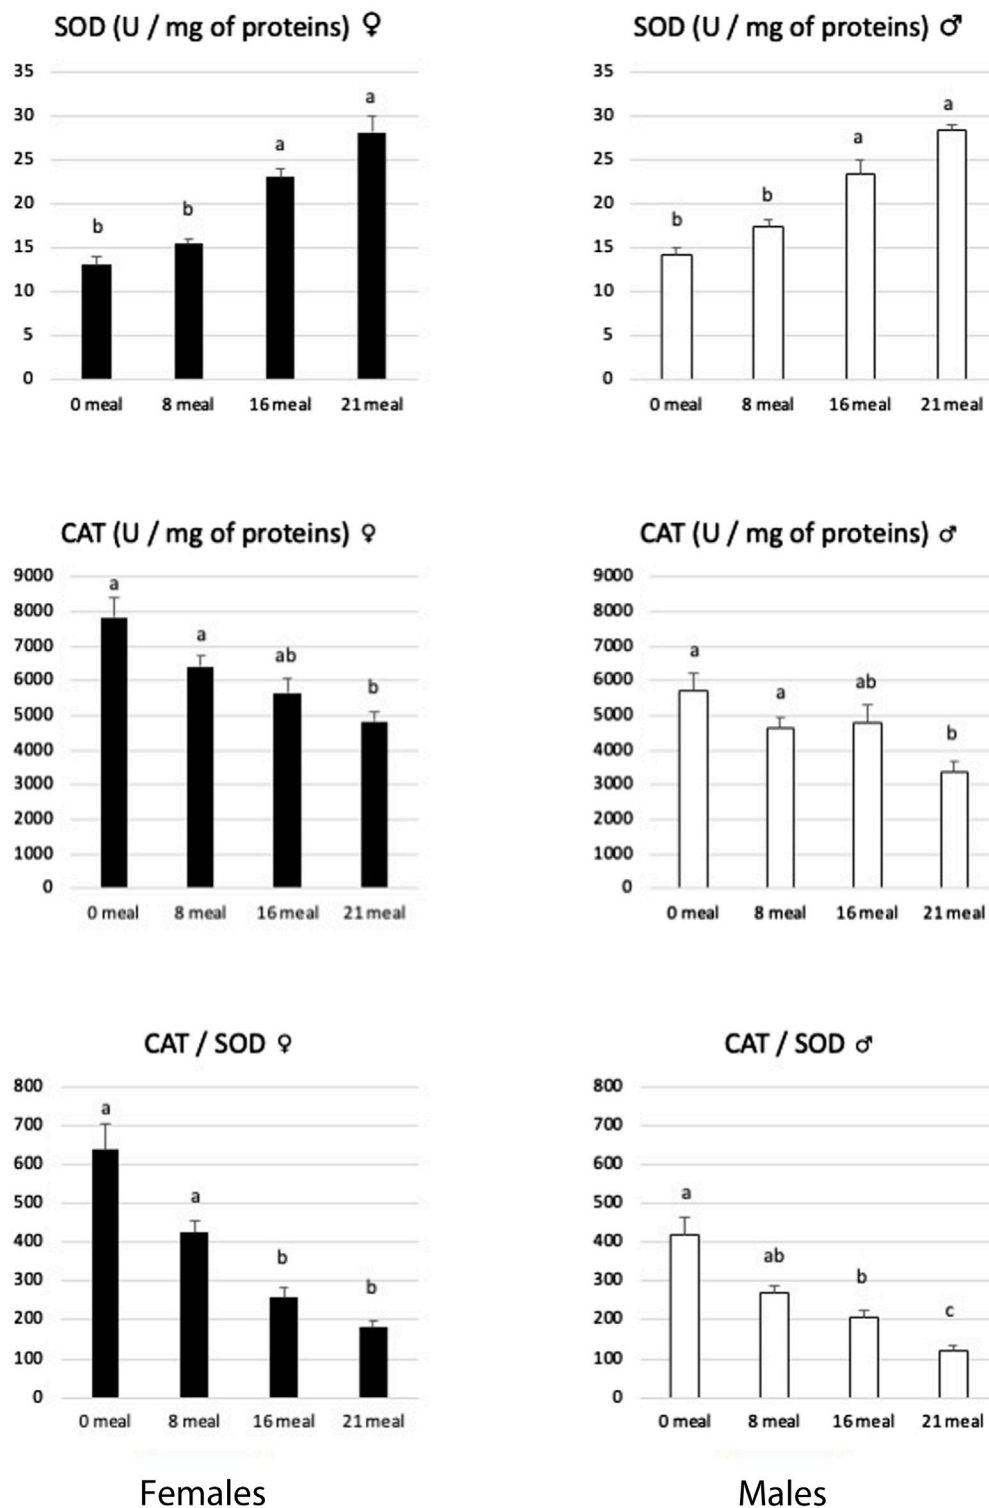 SOD (U / mg of proteins) ♀
35
30
25
20
15
10
5
0
b
b
a
a
0 meal 8 meal 16 meal 21 meal
SOD (U / mg of proteins) ♂
35
30
25
20
15
10
5
0
b
b
a
a
0 meal 8 meal 16 meal 21 meal
CAT (U / mg of proteins) ♀
9000
8000
7000
6000
5000
4000
3000
2000
1000
0
a
a
ab
b
0 meal 8 meal 16 meal 21 meal
CAT (U / mg of proteins) ♂
9000
8000
7000
6000
5000
4000
3000
2000
1000
0
a
a
ab
b
0 meal 8 meal 16 meal 21 meal
CAT / SOD ♀
800
700
600
500
400
300
200
100
0
a
a
b
b
0 meal 8 meal 16 meal 21 meal
CAT / SOD ♂
800
700
600
500
400
300
200
100
0
a
ab
b
c
0 meal 8 meal 16 meal 21 meal
Females
Males